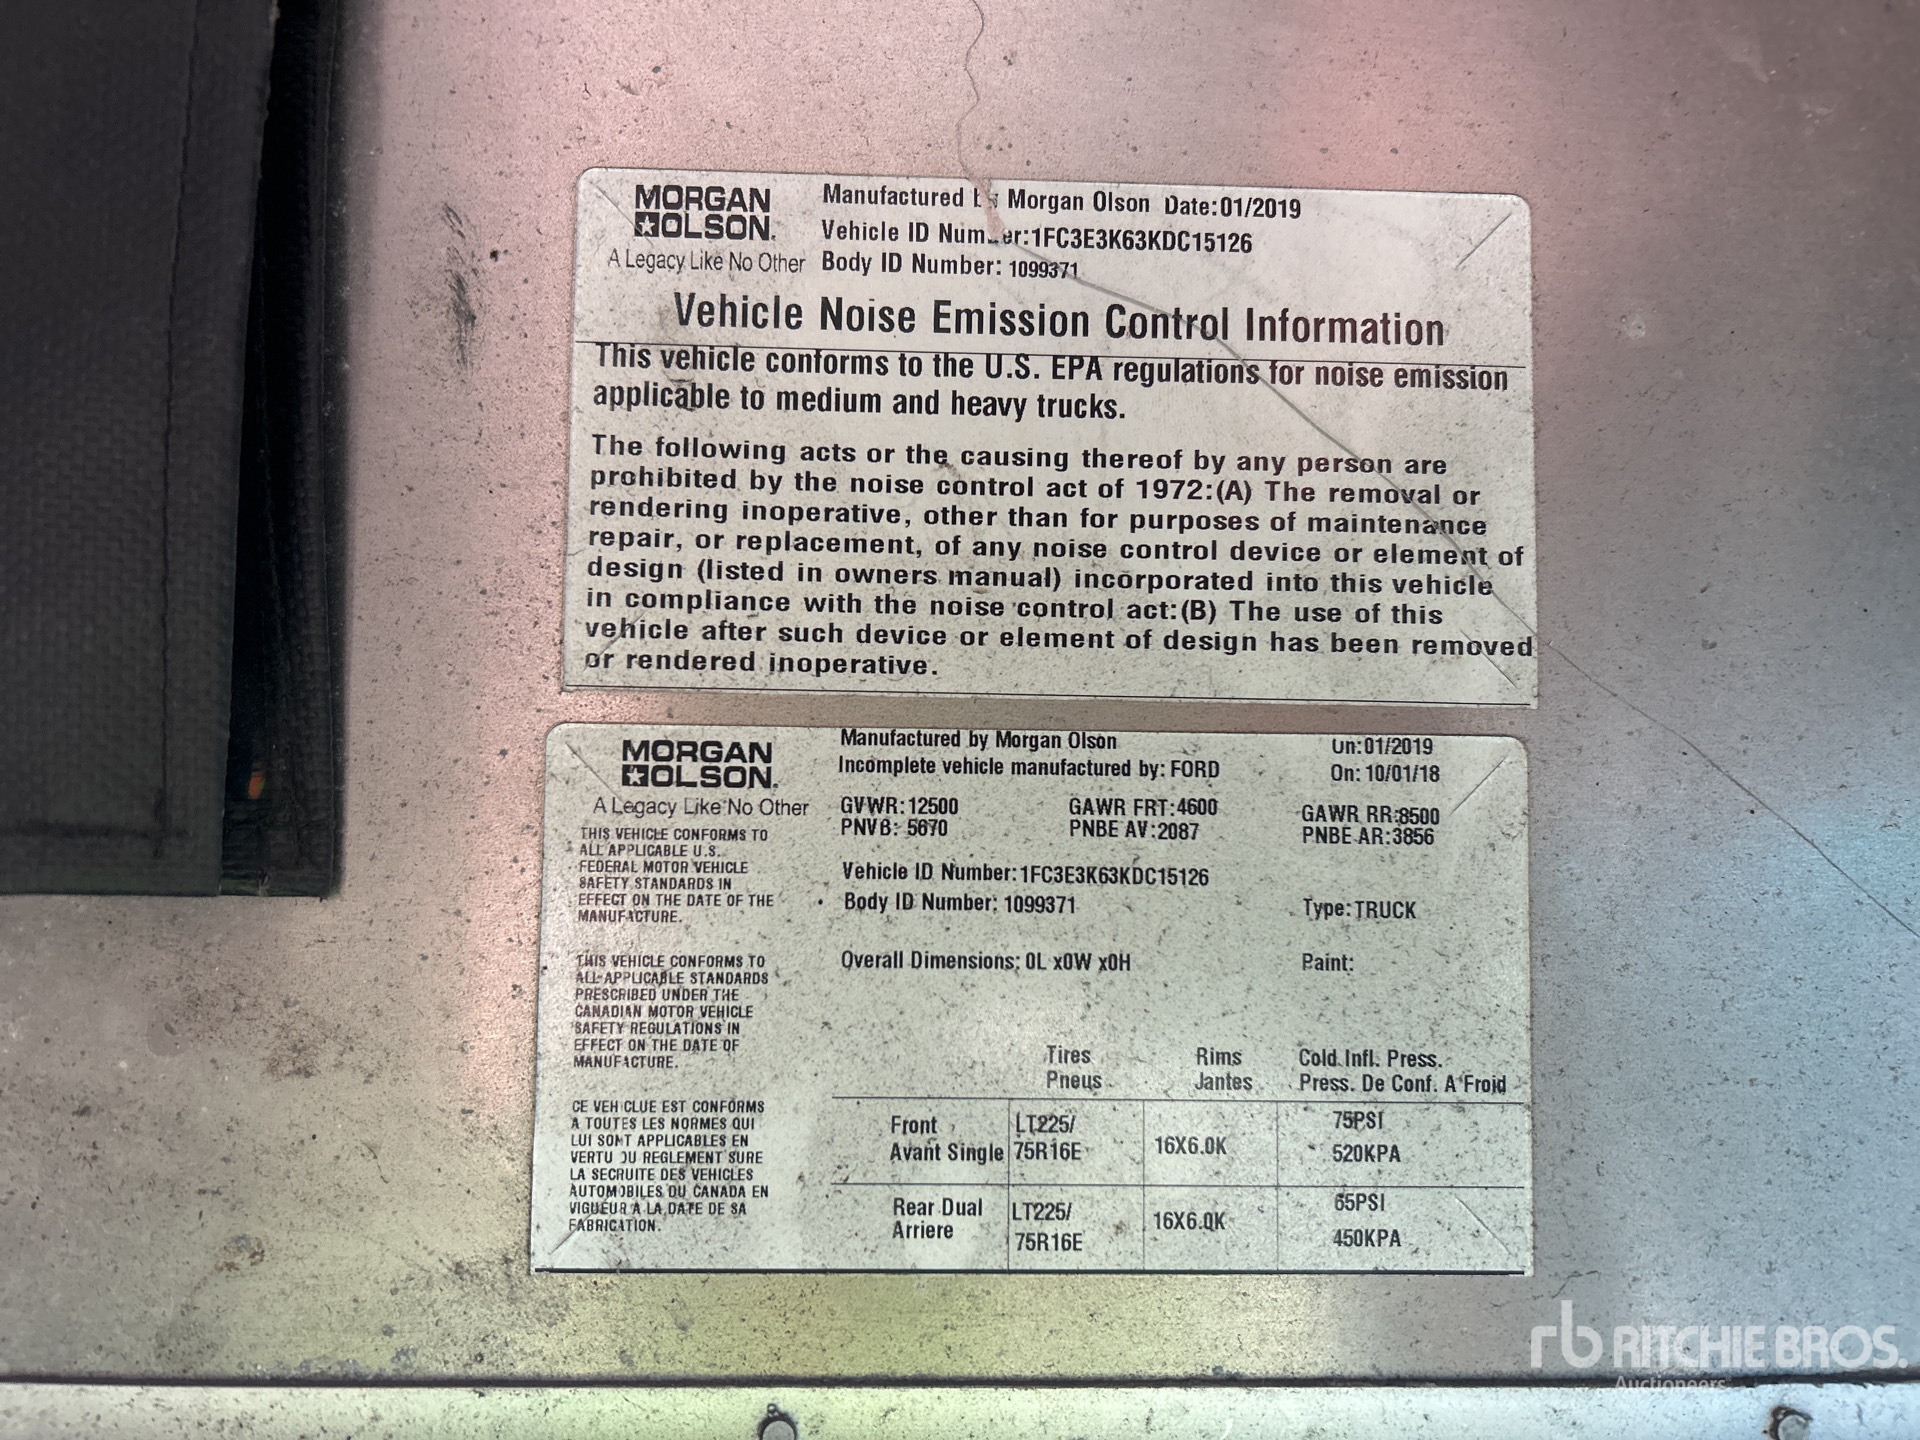 MORGAN
OLSON.
A Legacy Like No Other
Manufactured by Morgan Olson Date:01/2019
Vehicle ID Number:1FC3E3K63KDC15126
Body ID Number: 1099371
Vehicle Noise Emission Control Information
This vehicle conforms to the U.S. EPA regulations for noise emission
applicable to medium and heavy trucks.
The following acts or the causing thereof by any person are
prohibited by the noise control act of 1972:(A) The removal or
rendering inoperative, other than for purposes of maintenance
repair, or replacement, of any noise control device or element of
design (listed in owners manual) incorporated into this vehicle
in compliance with the noise control act:(B) The use of this
vehicle after such device or element of design has been removed
or rendered inoperative.
MORGAN
OLSON.
A Legacy Like No Other
THIS VEHICLE CONFORMS TO
ALL APPLICABLE U.S.
FEDERAL MOTOR VEHICLE
SAFETY STANDARDS IN
EFFECT ON THE DATE OF THE
MANUFACTURE.
THIS VEHICLE CONFORMS TO
ALL APPLICABLE STANDARDS
PRESCRIBED UNDER THE
CANADIAN MOTOR VEHICLE
SAFETY REGULATIONS IN
EFFECT ON THE DATE OF
MANUFACTURE.
CE VEHICLUE EST CONFORMS
A TOUTES LES NORMES QUI
LUI SONT APPLICABLES EN
VERTU DU REGLEMENT SURE
LA SECRUITE DES VEHICLES
AUTOMOBILES DU CANADA EN
VIGUEUR A LA DATE DE SA
FABRICATION.
Manufactured by Morgan Olson On:01/2019
Incomplete vehicle manufactured by: FORD On: 10/01/18
GVWR:12500 GAWR FRT:4600 GAWR RR:8500
PNVB: 5670 PNBE AV:2087 PNBE AR:3856
Vehicle ID Number:1FC3E3K63KDC15126
Body ID Number: 1099371 Type:TRUCK
Overall Dimensions: 0L x0W x0H Paint:
Tires Rims Cold Infl. Press.
Pneus Jantes Press. De Conf. A Froid
Front LT225/ 75PSI
Avant Single 75R16E 16X6.0K 520KPA
Rear Dual LT225/ 65PSI
Arriere 75R16E 16X6.0K 450KPA
rb RITCHIE BROS.
Auctioneers